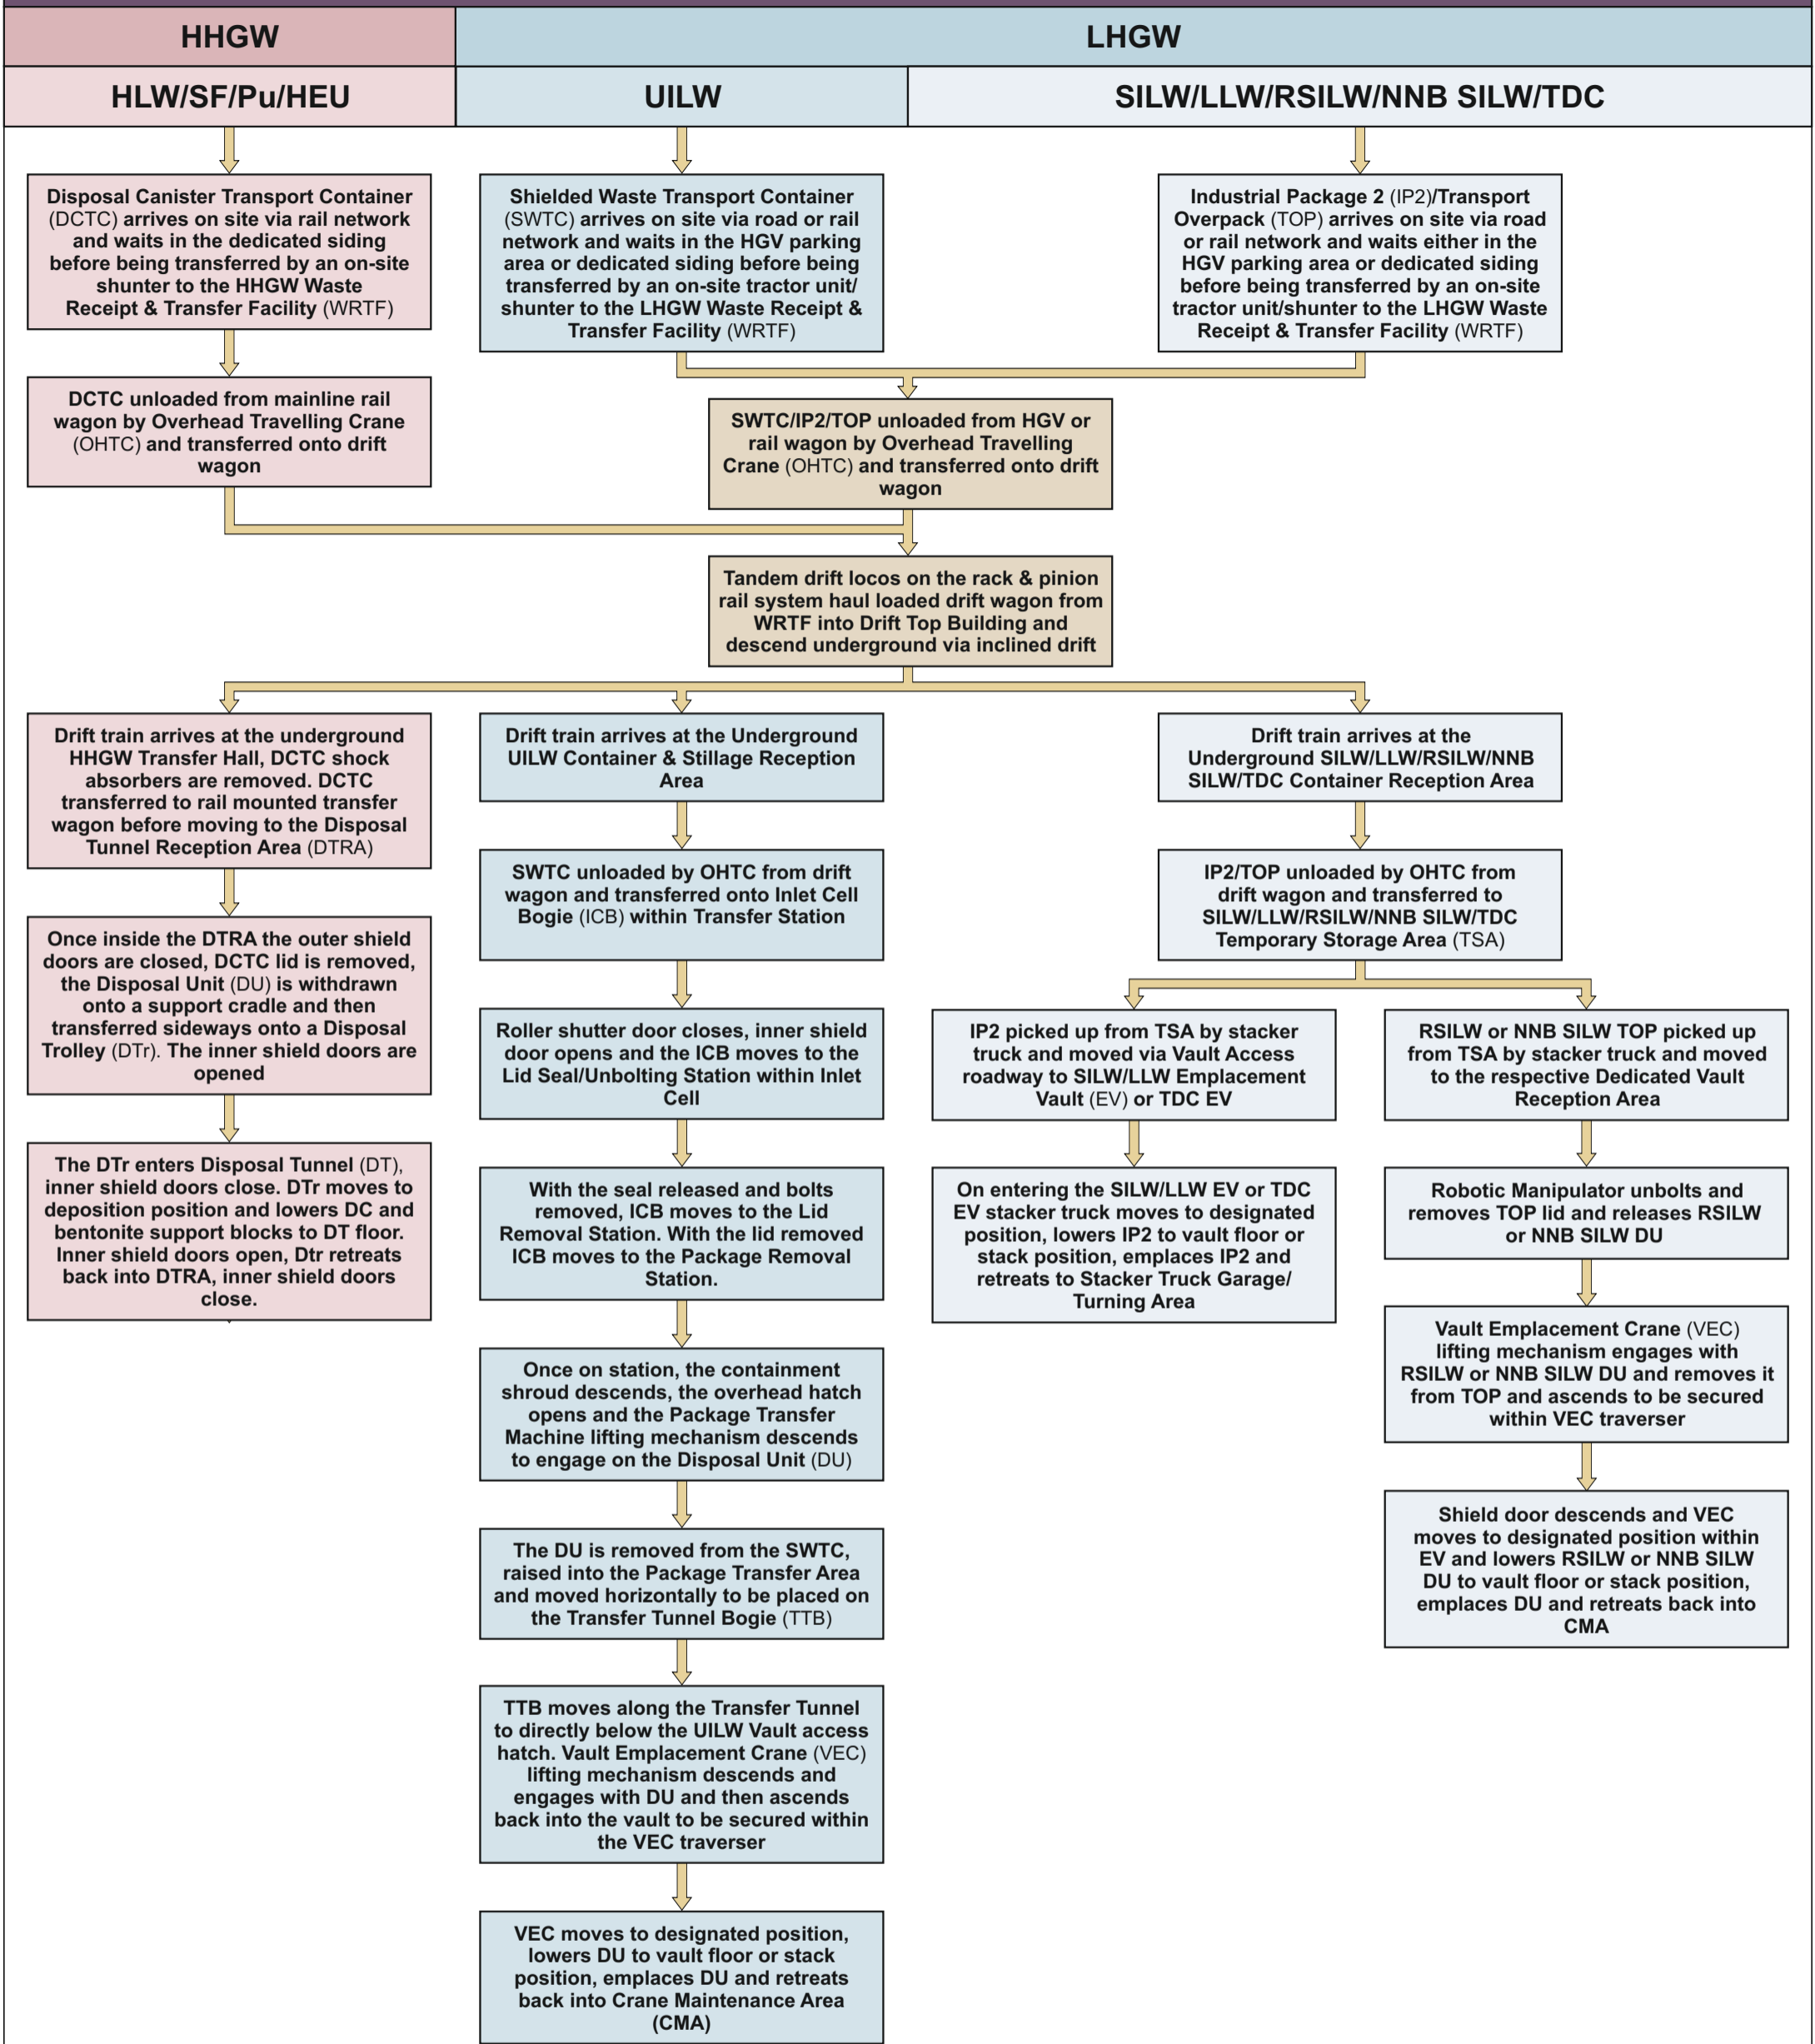 HHGW
LHGW
HLW/SF/Pu/HEU
UILW
SILW/LLW/RSILW/NNB SILW/TDC
Disposal Canister Transport Container
(DCTC) arrives on site via rail network
and waits in the dedicated siding
before being transferred by an on-site
shunter to the HHGW Waste
Receipt & Transfer Facility (WRTF)
Shielded Waste Transport Container
(SWTC) arrives on site via road or rail
network and waits in the HGV parking
area or dedicated siding before being
transferred by an on-site tractor unit/
shunter to the LHGW Waste Receipt &
Transfer Facility (WRTF)
Industrial Package 2 (IP2)/Transport
Overpack (TOP) arrives on site via road
or rail network and waits either in the
HGV parking area or dedicated siding
before being transferred by an on-site
tractor unit/shunter to the LHGW Waste
Receipt & Transfer Facility (WRTF)
DCTC unloaded from mainline rail
wagon by Overhead Travelling Crane
(OHTC) and transferred onto drift
wagon
SWTC/IP2/TOP unloaded from HGV or
rail wagon by Overhead Travelling
Crane (OHTC) and transferred onto drift
wagon
Tandem drift locos on the rack & pinion
rail system haul loaded drift wagon from
WRTF into Drift Top Building and
descend underground via inclined drift
Drift train arrives at the underground
HHGW Transfer Hall, DCTC shock
absorbers are removed. DCTC
transferred to rail mounted transfer
wagon before moving to the Disposal
Tunnel Reception Area (DTRA)
Once inside the DTRA the outer shield
doors are closed, DCTC lid is removed,
the Disposal Unit (DU) is withdrawn
onto a support cradle and then
transferred sideways onto a Disposal
Trolley (DTr). The inner shield doors are
opened
The DTr enters Disposal Tunnel (DT),
inner shield doors close. DTr moves to
deposition position and lowers DC and
bentonite support blocks to DT floor.
Inner shield doors open, Dtr retreats
back into DTRA, inner shield doors
close.
Drift train arrives at the Underground
UILW Container & Stillage Reception
Area
SWTC unloaded by OHTC from drift
wagon and transferred onto Inlet Cell
Bogie (ICB) within Transfer Station
Roller shutter door closes, inner shield
door opens and the ICB moves to the
Lid Seal/Unbolting Station within Inlet
Cell
With the seal released and bolts
removed, ICB moves to the Lid
Removal Station. With the lid removed
ICB moves to the Package Removal
Station.
Once on station, the containment
shroud descends, the overhead hatch
opens and the Package Transfer
Machine lifting mechanism descends
to engage on the Disposal Unit (DU)
The DU is removed from the SWTC,
raised into the Package Transfer Area
and moved horizontally to be placed on
the Transfer Tunnel Bogie (TTB)
TTB moves along the Transfer Tunnel
to directly below the UILW Vault access
hatch. Vault Emplacement Crane (VEC)
lifting mechanism descends and
engages with DU and then ascends
back into the vault to be secured within
the VEC traverser
VEC moves to designated position,
lowers DU to vault floor or stack
position, emplaces DU and retreats
back into Crane Maintenance Area
(CMA)
Drift train arrives at the
Underground SILW/LLW/RSILW/NNB
SILW/TDC Container Reception Area
IP2/TOP unloaded by OHTC from
drift wagon and transferred to
SILW/LLW/RSILW/NNB SILW/TDC
Temporary Storage Area (TSA)
IP2 picked up from TSA by stacker
truck and moved via Vault Access
roadway to SILW/LLW Emplacement
Vault (EV) or TDC EV
On entering the SILW/LLW EV or TDC
EV stacker truck moves to designated
position, lowers IP2 to vault floor or
stack position, emplaces IP2 and
retreats to Stacker Truck Garage/
Turning Area
RSILW or NNB SILW TOP picked up
from TSA by stacker truck and moved
to the respective Dedicated Vault
Reception Area
Robotic Manipulator unbolts and
removes TOP lid and releases RSILW
or NNB SILW DU
Vault Emplacement Crane (VEC)
lifting mechanism engages with
RSILW or NNB SILW DU and removes it
from TOP and ascends to be secured
within VEC traverser
Shield door descends and VEC
moves to designated position within
EV and lowers RSILW or NNB SILW
DU to vault floor or stack position,
emplaces DU and retreats back into
CMA